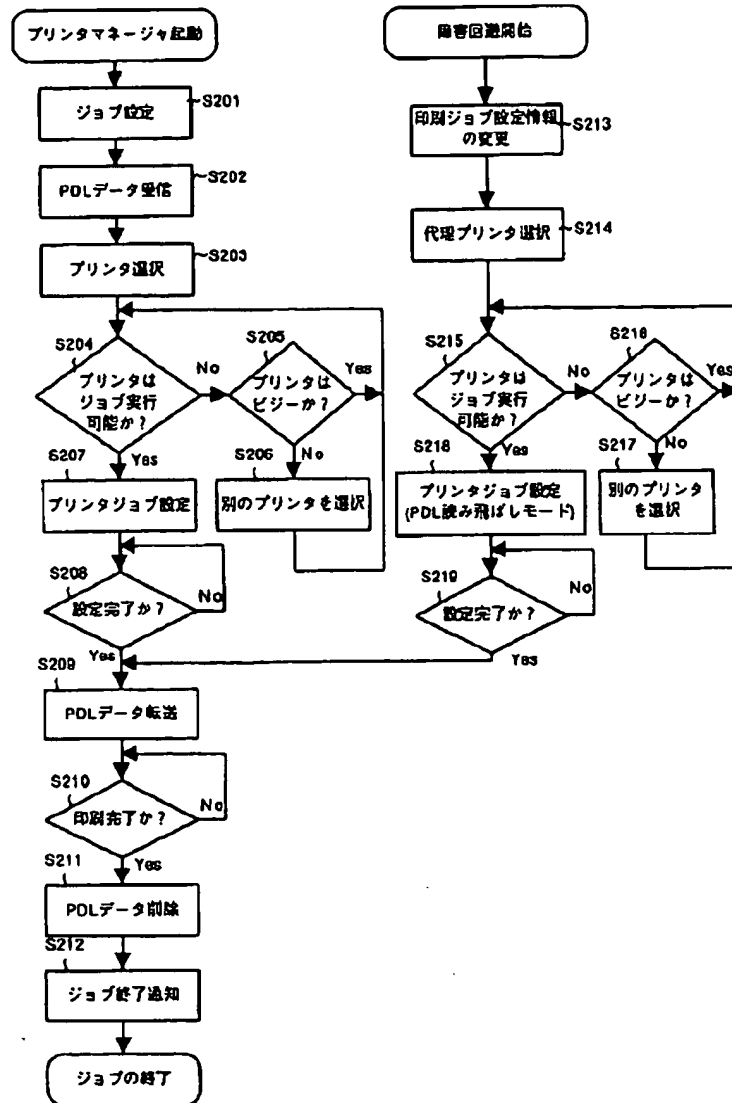 プリンタマネージャ起動
S201
ジョブ設定
S202
PDLデータ受信
S203
プリンタ選択
S204
プリンタは
ジョブ実行
可能か？
No
Yes
S205
プリンタは
ビジーか？
Yes
No
S206
別のプリンタを選択
S207
プリンタジョブ設定
S208
設定完了か？
No
Yes
S209
PDLデータ転送
S210
印刷完了か？
No
Yes
S211
PDLデータ削除
S212
ジョブ終了通知
ジョブの終了
障害回避開始
S213
印刷ジョブ設定情報
の変更
S214
代理プリンタ選択
S215
プリンタは
ジョブ実行
可能か？
No
Yes
S216
プリンタは
ビジーか？
Yes
No
S217
別のプリンタ
を選択
S218
プリンタジョブ設定
(PDL読み飛ばしモード)
S219
設定完了か？
No
Yes